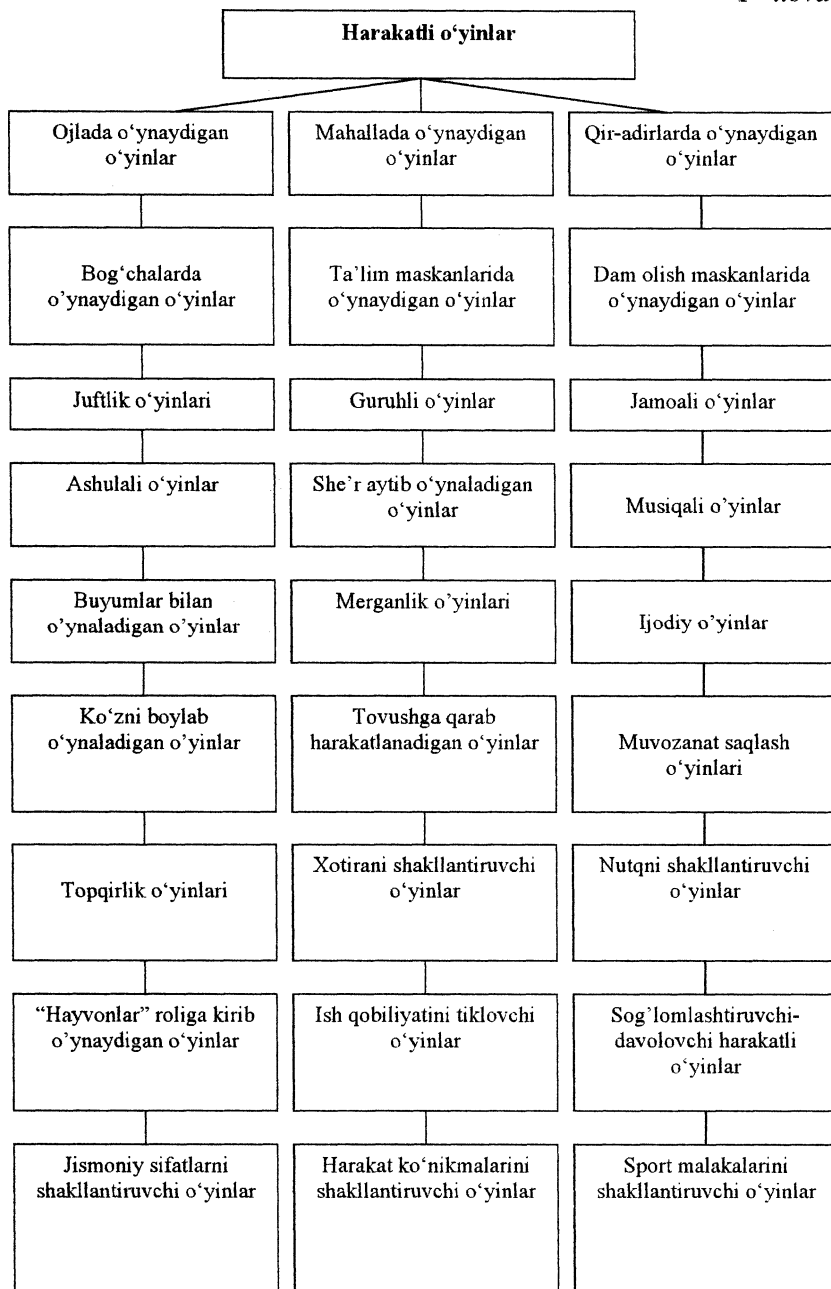 Harakatli o‘yinlar
Ojlada o‘ynaydigan
o‘yinlar
Mahallada o‘ynaydigan
o‘yinlar
Qir-adirlarda o‘ynaydigan
o‘yinlar
Bog‘chalarda
o’ynaydigan o‘yinlar
Ta’lim maskanlarida
o‘ynaydigan o‘yinlar
Dam olish maskanlarida
o‘ynaydigan o‘yinlar
Juftlik o‘yinlari
Guruhli o‘yinlar
Jamoali o‘yinlar
Ashulali o‘yinlar
She’r aytib o‘ynaladigan
o‘yinlar
Musiqali o’yinlar
Buyumlar bilan
o’ynaladigan o’yinlar
Merganlik o’yinlari
Ijodiy o’yinlar
Ko‘zni boylab
o‘ynaladigan o’yinlar
Tovushga qarab
harakatlanadigan o‘yinlar
Muvozanat saqlash
o‘yinlari
Topqirlik o‘yinlari
Xotirani shakllantiruvchi
o‘yinlar
Nutqni shakllantiruvchi
o‘yinlar
“Hayvonlar” roliga kirib
o’ynaydigan o‘yinlar
Ish qobiliyatini tiklovchi
o‘yinlar
Sog’lomlashtiruvchi-
davolovchi harakatli
o‘yinlar
Jismoniy sifatlarni
shakllantiruvchi o‘yinlar
Harakat ko‘nikmalarini
shakllantiruvchi o‘yinlar
Sport malakalarini
shakllantiruvchi o‘yinlar